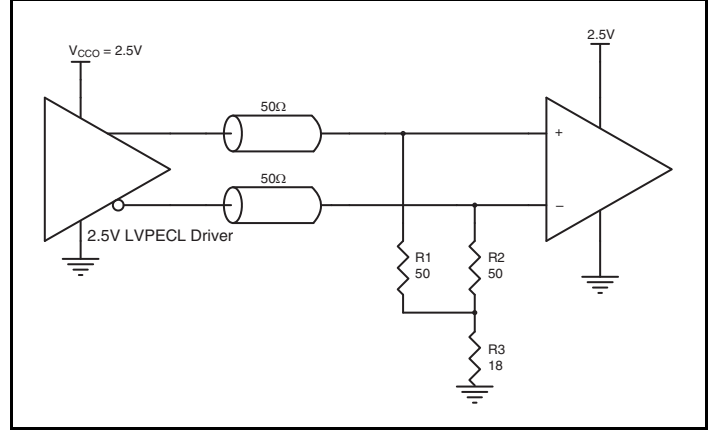 2.5V
V_CCO = 2.5V
50Ω
+
50Ω
–
2.5V LVPECL Driver
R1
50
R2
50
R3
18